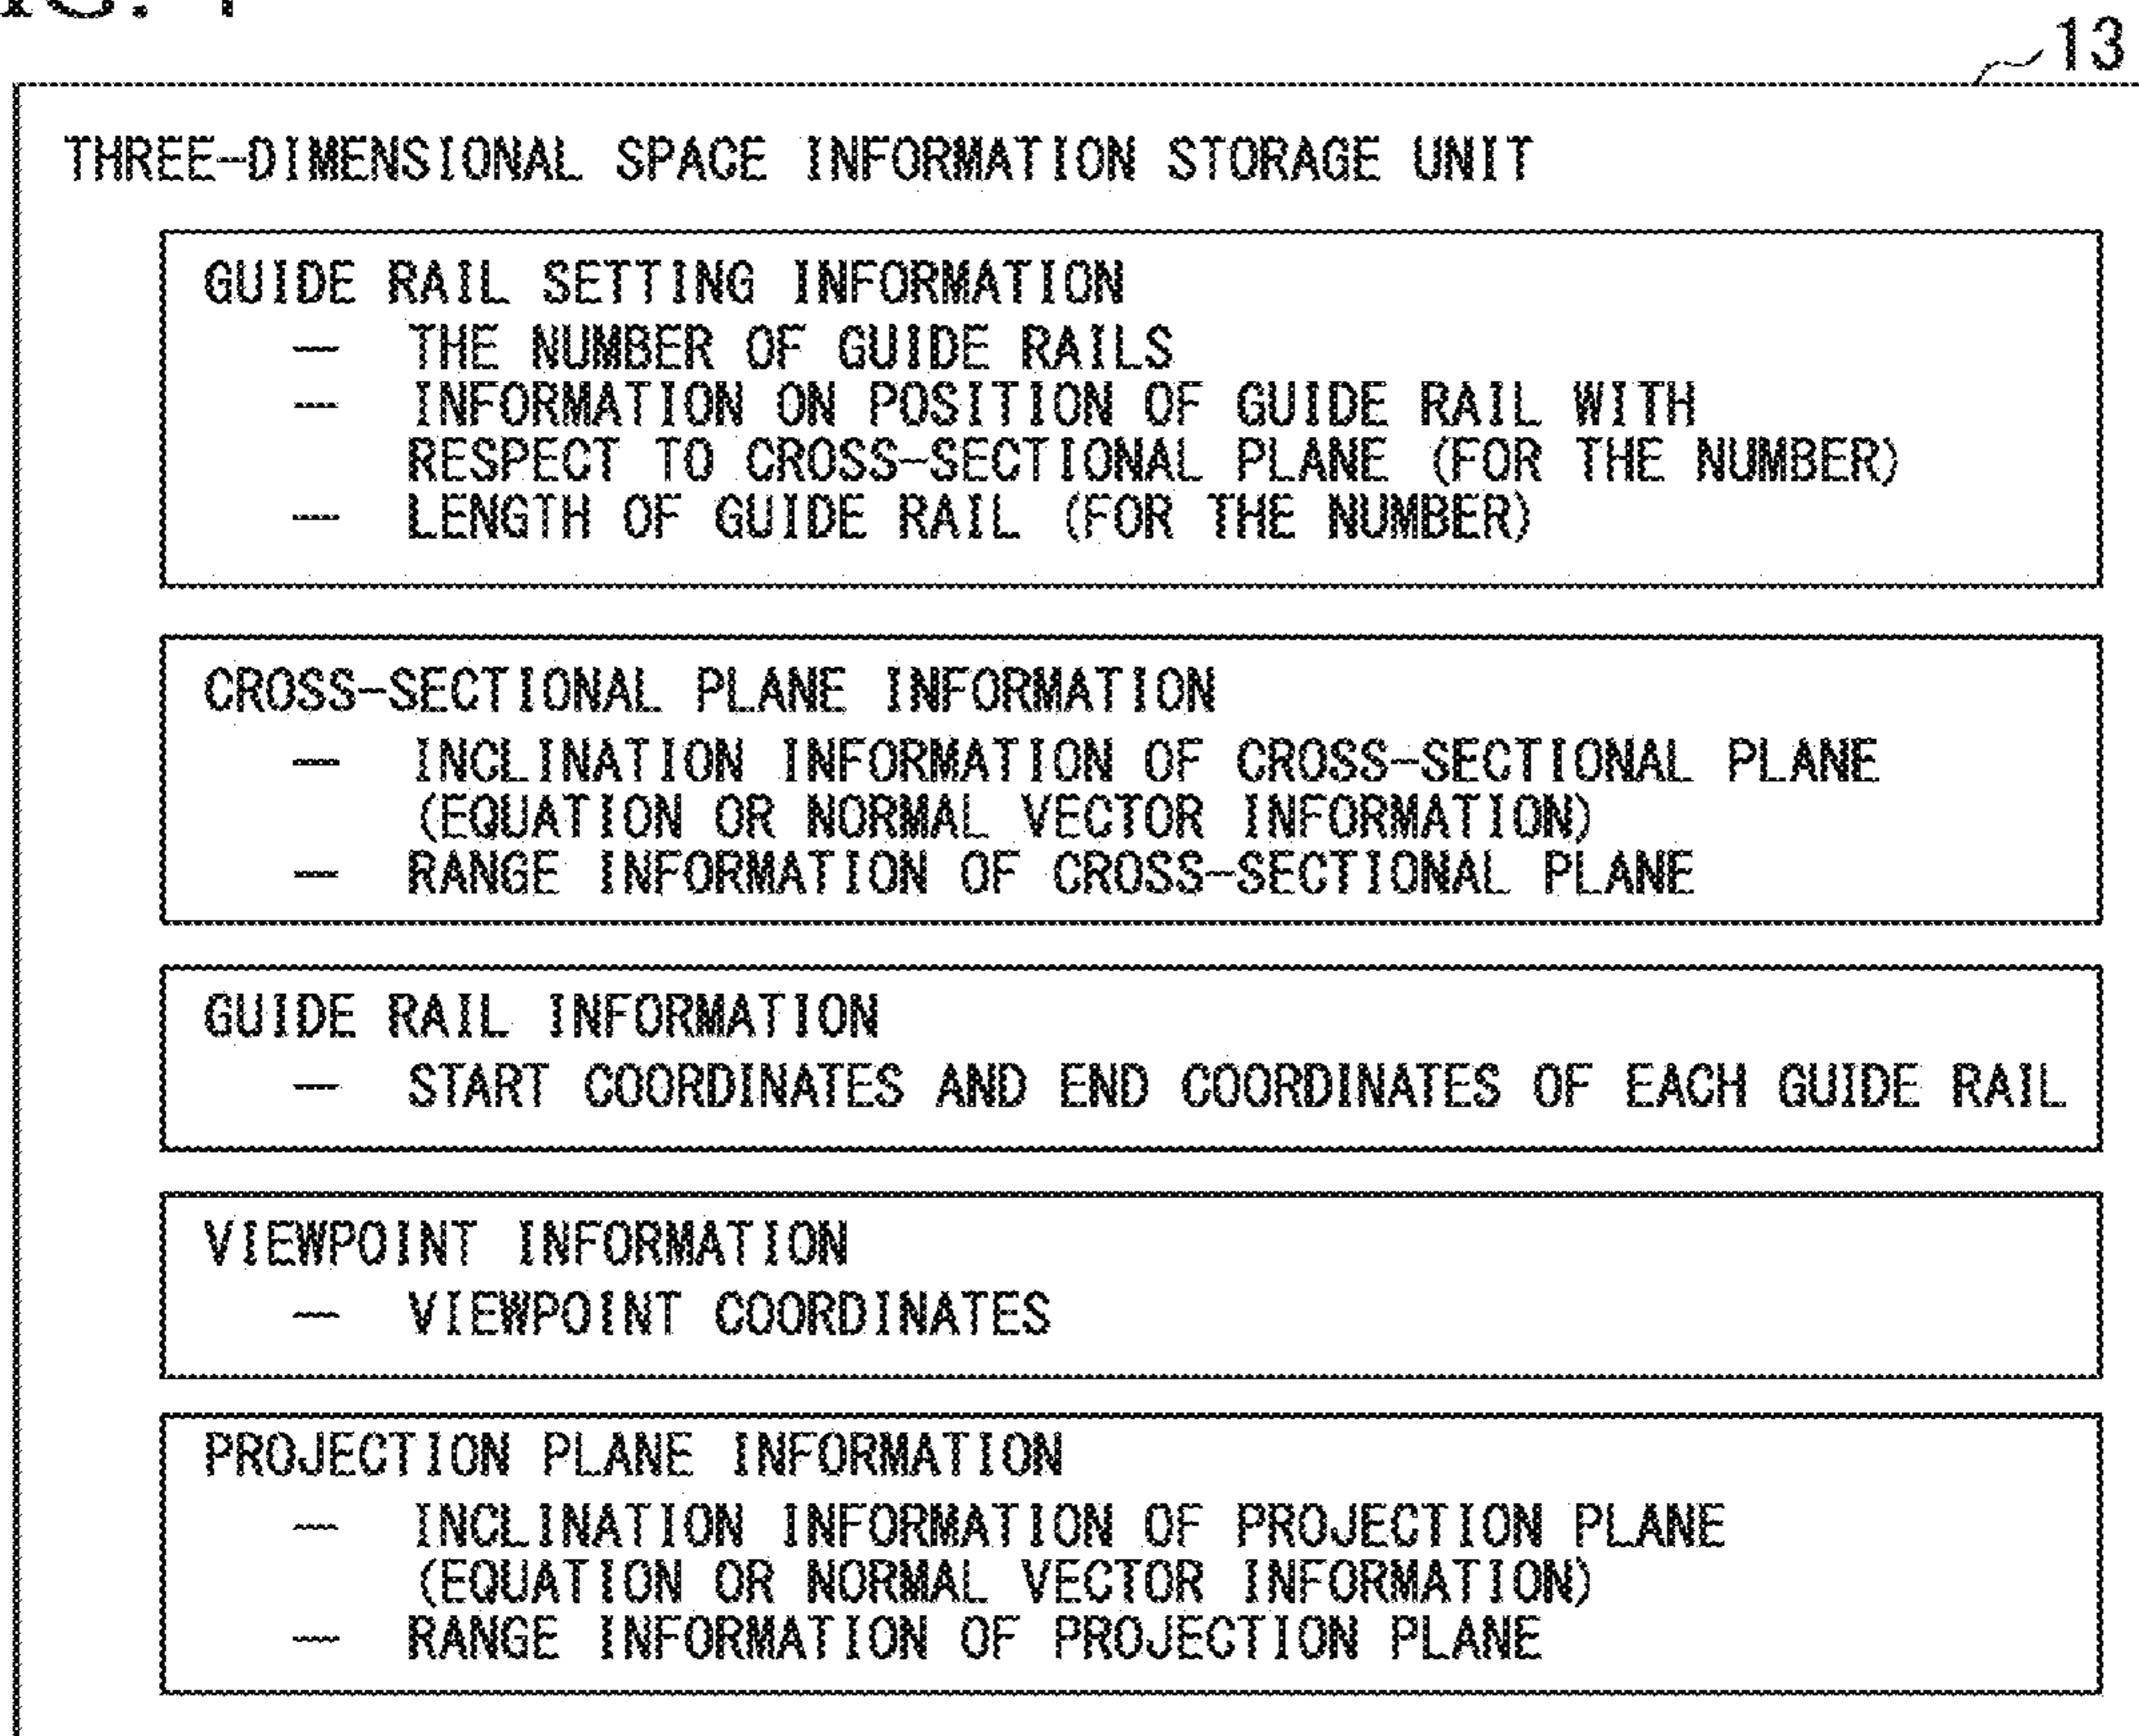 13
THREE-DIMENSIONAL SPACE INFORMATION STORAGE UNIT
GUIDE RAIL SETTING INFORMATION
— THE NUMBER OF GUIDE RAILS
— INFORMATION ON POSITION OF GUIDE RAIL WITH
RESPECT TO CROSS-SECTIONAL PLANE (FOR THE NUMBER)
— LENGTH OF GUIDE RAIL (FOR THE NUMBER)
CROSS-SECTIONAL PLANE INFORMATION
— INCLINATION INFORMATION OF CROSS-SECTIONAL PLANE
(EQUATION OR NORMAL VECTOR INFORMATION)
— RANGE INFORMATION OF CROSS-SECTIONAL PLANE
GUIDE RAIL INFORMATION
— START COORDINATES AND END COORDINATES OF EACH GUIDE RAIL
VIEWPOINT INFORMATION
— VIEWPOINT COORDINATES
PROJECTION PLANE INFORMATION
— INCLINATION INFORMATION OF PROJECTION PLANE
(EQUATION OR NORMAL VECTOR INFORMATION)
— RANGE INFORMATION OF PROJECTION PLANE